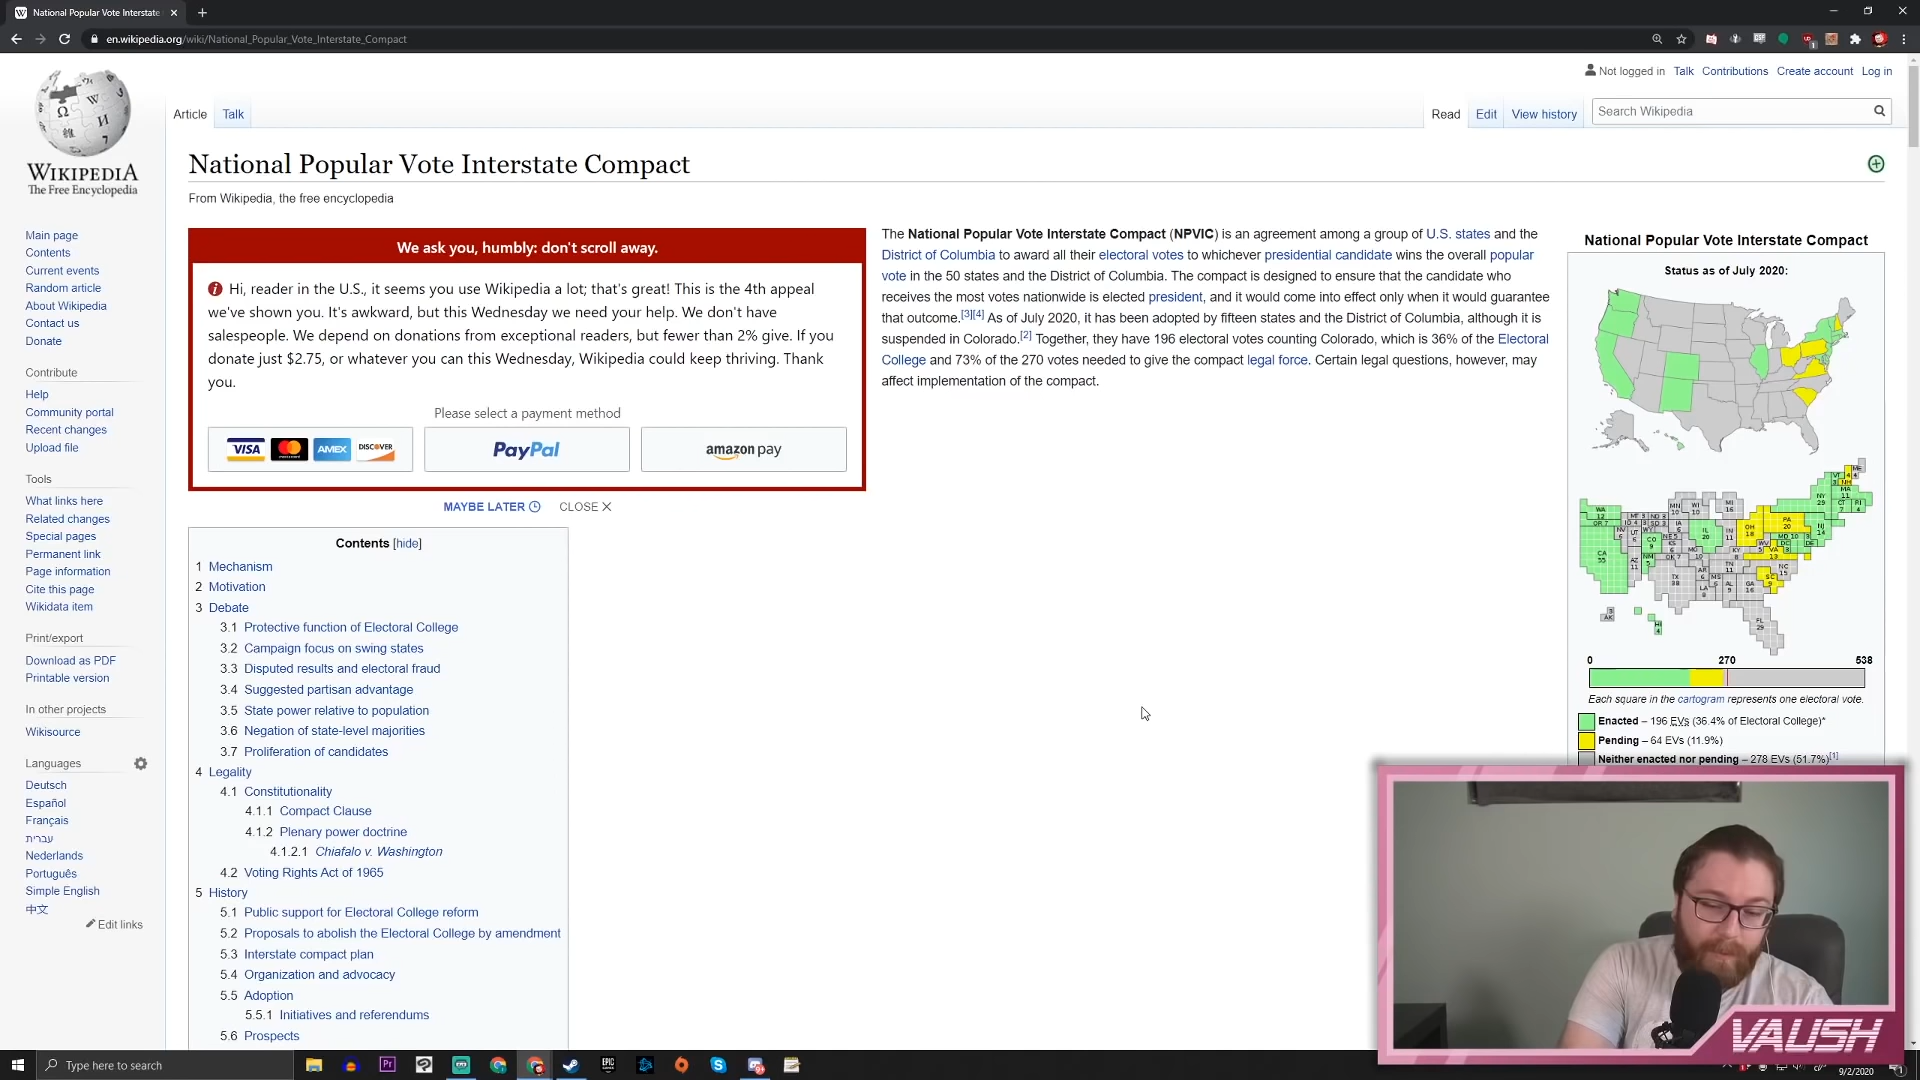 National Popular Vote Interstate
en.wikipedia.org/wiki/National_Popular_Vote_Interstate_Compact
Not logged in Talk Contributions Create account Log in
Article Talk
Read Edit View history Search Wikipedia
WIKIPEDIA
The Free Encyclopedia
National Popular Vote Interstate Compact
From Wikipedia, the free encyclopedia
Main page
Contents
Current events
Random article
About Wikipedia
Contact us
Donate
Contribute
Help
Community portal
Recent changes
Upload file
Tools
What links here
Related changes
Special pages
Permanent link
Page information
Cite this page
Wikidata item
Print/export
Download as PDF
Printable version
In other projects
Wikisource
Languages
Deutsch
Español
Français
עברית
Nederlands
Português
Simple English
中文
Edit links
We ask you, humbly: don't scroll away.
Hi, reader in the U.S., it seems you use Wikipedia a lot; that's great! This is the 4th appeal
we've shown you. It's awkward, but this Wednesday we need your help. We don't have
salespeople. We depend on donations from exceptional readers, but fewer than 2% give. If you
donate just $2.75, or whatever you can this Wednesday, Wikipedia could keep thriving. Thank
you.
Please select a payment method
VISA mastercard AMEX DISCOVER PayPal amazon pay
MAYBE LATER CLOSE
Contents [hide]
1 Mechanism
2 Motivation
3 Debate
3.1 Protective function of Electoral College
3.2 Campaign focus on swing states
3.3 Disputed results and electoral fraud
3.4 Suggested partisan advantage
3.5 State power relative to population
3.6 Negation of state-level majorities
3.7 Proliferation of candidates
4 Legality
4.1 Constitutionality
4.1.1 Compact Clause
4.1.2 Plenary power doctrine
4.1.2.1 Chiafalo v. Washington
4.2 Voting Rights Act of 1965
5 History
5.1 Public support for Electoral College reform
5.2 Proposals to abolish the Electoral College by amendment
5.3 Interstate compact plan
5.4 Organization and advocacy
5.5 Adoption
5.5.1 Initiatives and referendums
5.6 Prospects
The National Popular Vote Interstate Compact (NPVIC) is an agreement among a group of U.S. states and the
District of Columbia to award all their electoral votes to whichever presidential candidate wins the overall popular
vote in the 50 states and the District of Columbia. The compact is designed to ensure that the candidate who
receives the most votes nationwide is elected president, and it would come into effect only when it would guarantee
that outcome.[3][4] As of July 2020, it has been adopted by fifteen states and the District of Columbia, although it is
suspended in Colorado.[2] Together, they have 196 electoral votes counting Colorado, which is 36% of the Electoral
College and 73% of the 270 votes needed to give the compact legal force. Certain legal questions, however, may
affect implementation of the compact.
National Popular Vote Interstate Compact
Status as of July 2020:
0 270 538
Each square in the cartogram represents one electoral vote.
Enacted – 196 EVs (36.4% of Electoral College)*
Pending – 64 EVs (11.9%)
Neither enacted nor pending – 278 EVs (51.7%)[1]
VAUSH
Type here to search
9/2/2020